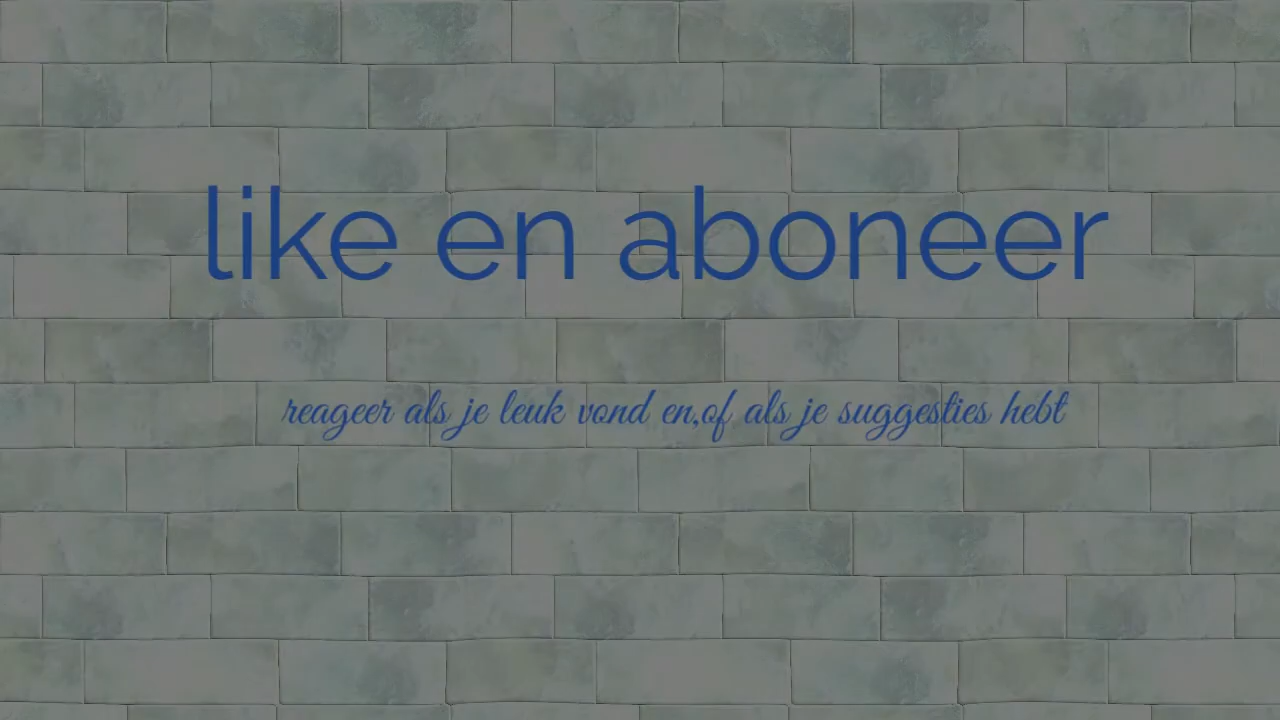 like en aboneer
reageer als je leuk vond en,of als je suggesties hebt